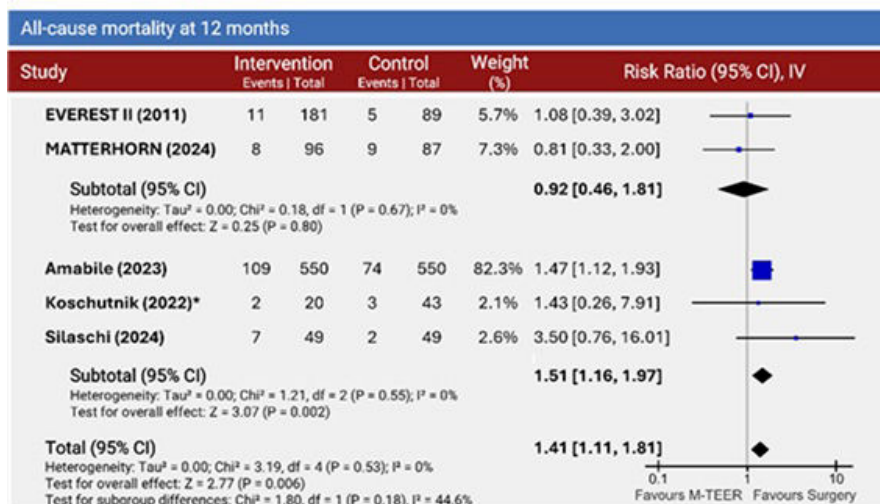 All-cause mortality at 12 months
Study Intervention Control Weight Risk Ratio (95% CI), IV
Events | Total Events | Total (%)
EVEREST II (2011) 11 181 5 89 5.7% 1.08 [0.39, 3.02]
MATTERHORN (2024) 8 96 9 87 7.3% 0.81 [0.33, 2.00]
Subtotal (95% CI) 0.92 [0.46, 1.81]
Heterogeneity: Tau² = 0.00; Chi² = 0.18, df = 1 (P = 0.67); I² = 0%
Test for overall effect: Z = 0.25 (P = 0.80)
Amabile (2023) 109 550 74 550 82.3% 1.47 [1.12, 1.93]
Koschutnik (2022)* 2 20 3 43 2.1% 1.43 [0.26, 7.91]
Silaschi (2024) 7 49 2 49 2.6% 3.50 [0.76, 16.01]
Subtotal (95% CI) 1.51 [1.16, 1.97]
Heterogeneity: Tau² = 0.00; Chi² = 1.21, df = 2 (P = 0.55); I² = 0%
Test for overall effect: Z = 3.07 (P = 0.002)
Total (95% CI) 1.41 [1.11, 1.81]
Heterogeneity: Tau² = 0.00; Chi² = 3.19, df = 4 (P = 0.53); I² = 0%
Test for overall effect: Z = 2.77 (P = 0.006)
Test for subgroup differences: Chi² = 1.80, df = 1 (P = 0.18), I² = 44.6%
0.1 1 10
Favours M-TEER Favours Surgery